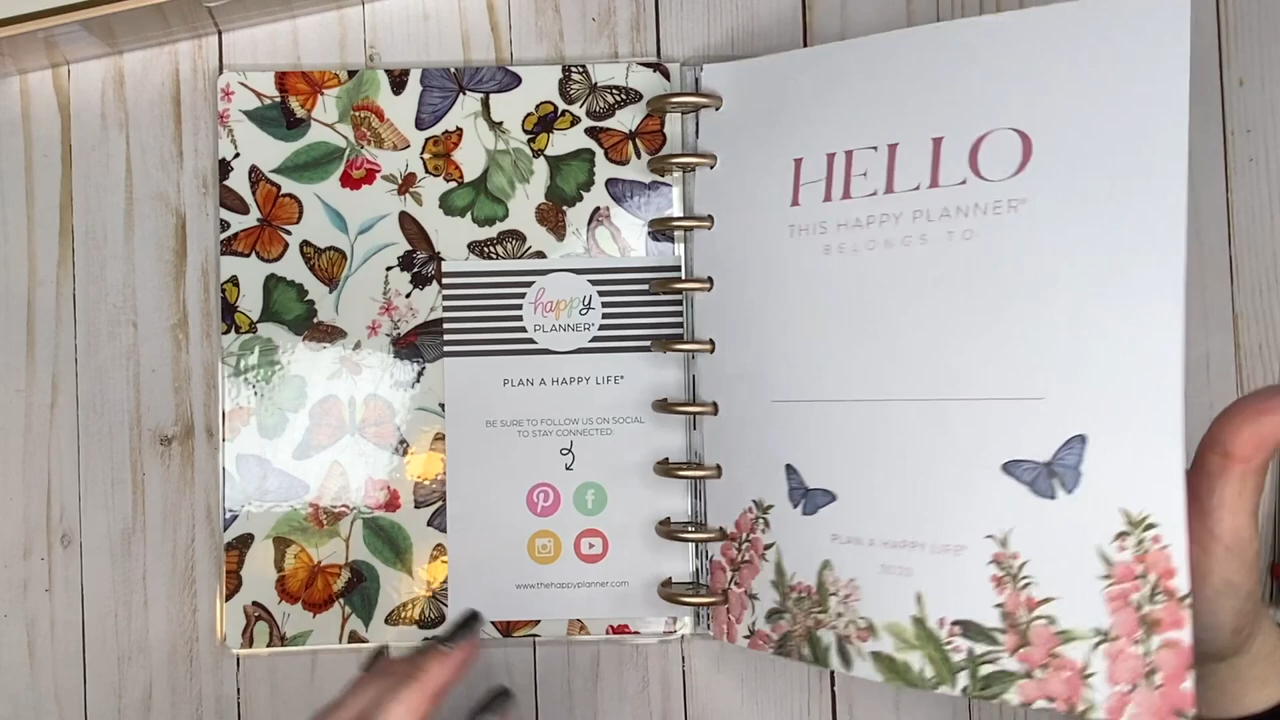 happy
PLANNER®
PLAN A HAPPY LIFE®
BE SURE TO FOLLOW US ON SOCIAL
TO STAY CONNECTED:
www.thehappyplanner.com
HELLO
THIS HAPPY PLANNER®
BELONGS TO:
PLAN A HAPPY LIFE®